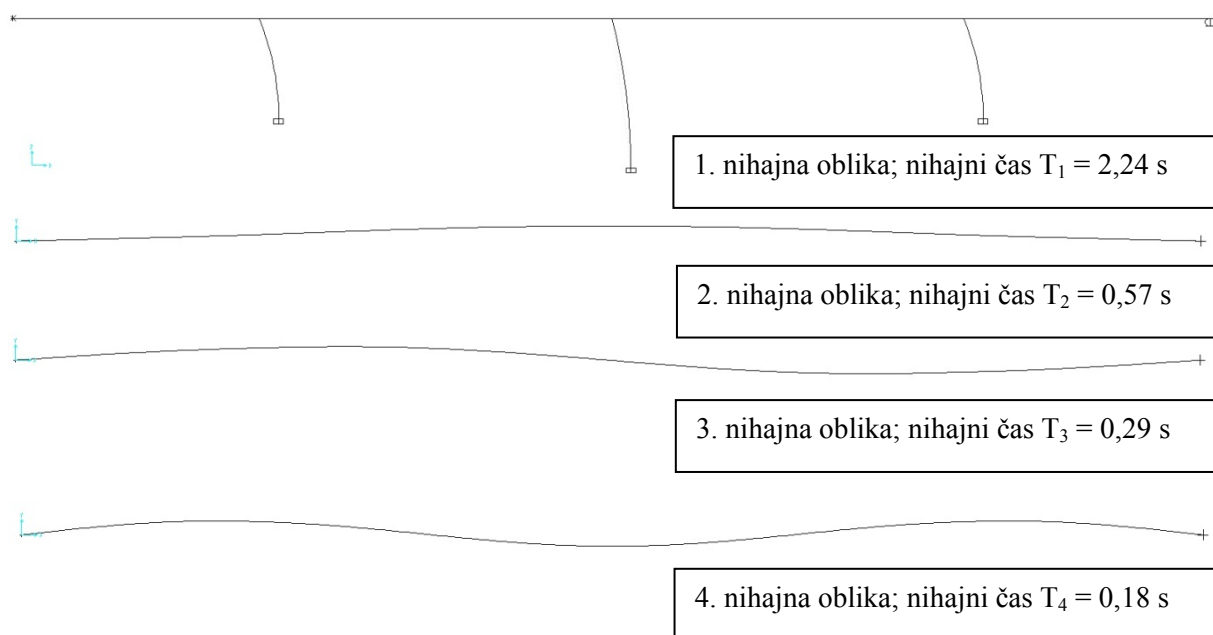 1. nihajna oblika; nihajni čas T₁ = 2,24 s
2. nihajna oblika; nihajni čas T₂ = 0,57 s
3. nihajna oblika; nihajni čas T₃ = 0,29 s
4. nihajna oblika; nihajni čas T₄ = 0,18 s